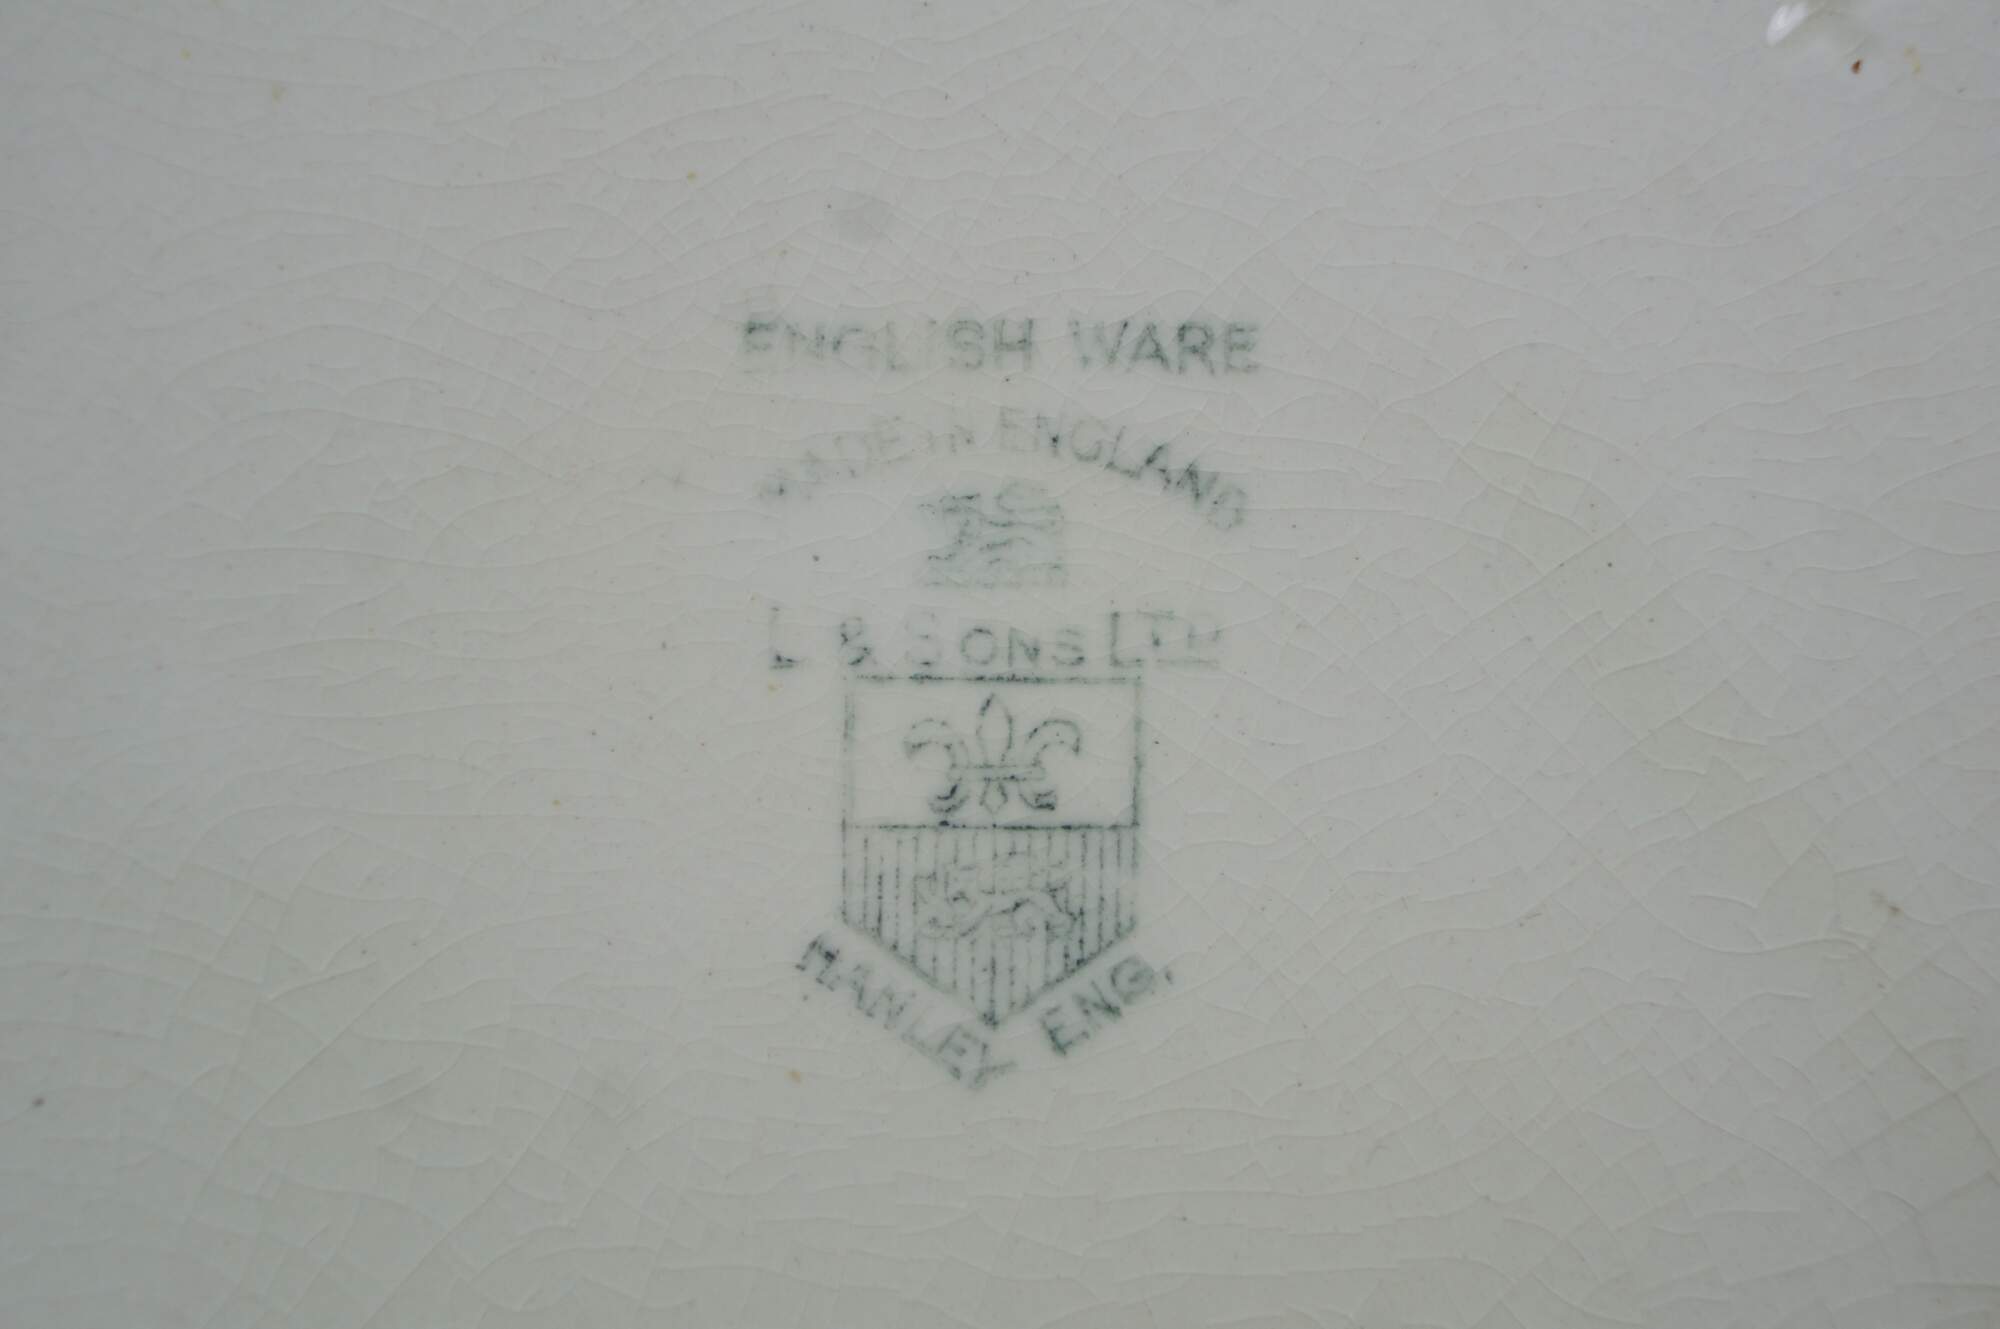 ENGLISH WARE
MADE IN ENGLAND
L & SONS LTD
HANLEY ENG.